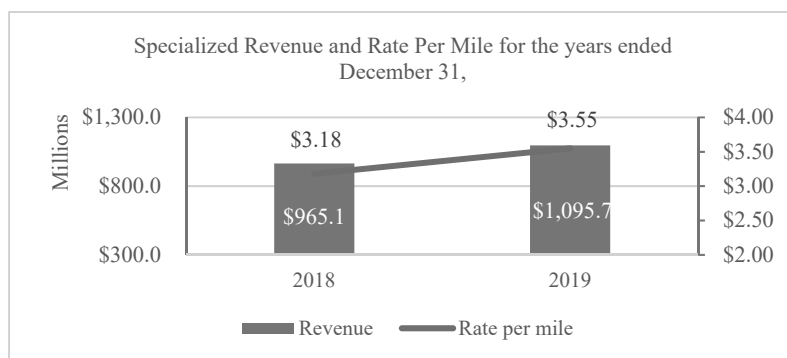 Specialized Revenue and Rate Per Mile for the years ended
December 31,
Millions
$1,300.0
$800.0
$300.0
$3.18
$3.55
$965.1
$1,095.7
$4.00
$3.50
$3.00
$2.50
$2.00
2018
2019
Revenue
Rate per mile